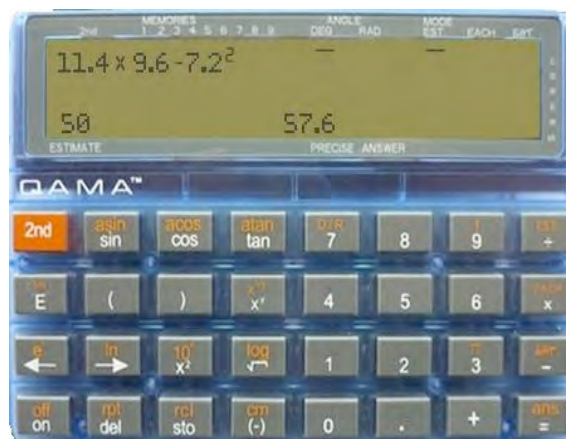 MEMORIES ANGLE MODE
2nd 1 2 3 4 5 6 7 8 9 DEG RAD EST. EACH
11.4 x 9.6 -7.2²
50 57.6
ESTIMATE PRECISE ANSWER
QAMA™
asin acos atan D/R
2nd sin cos tan 7 8 9 ÷
E ( ) xʸ 4 5 6 x
ln 10ˣ log
← → x² √ 1 2 3 −
off rpt rcl cm ans
on del sto (-) 0 . + =